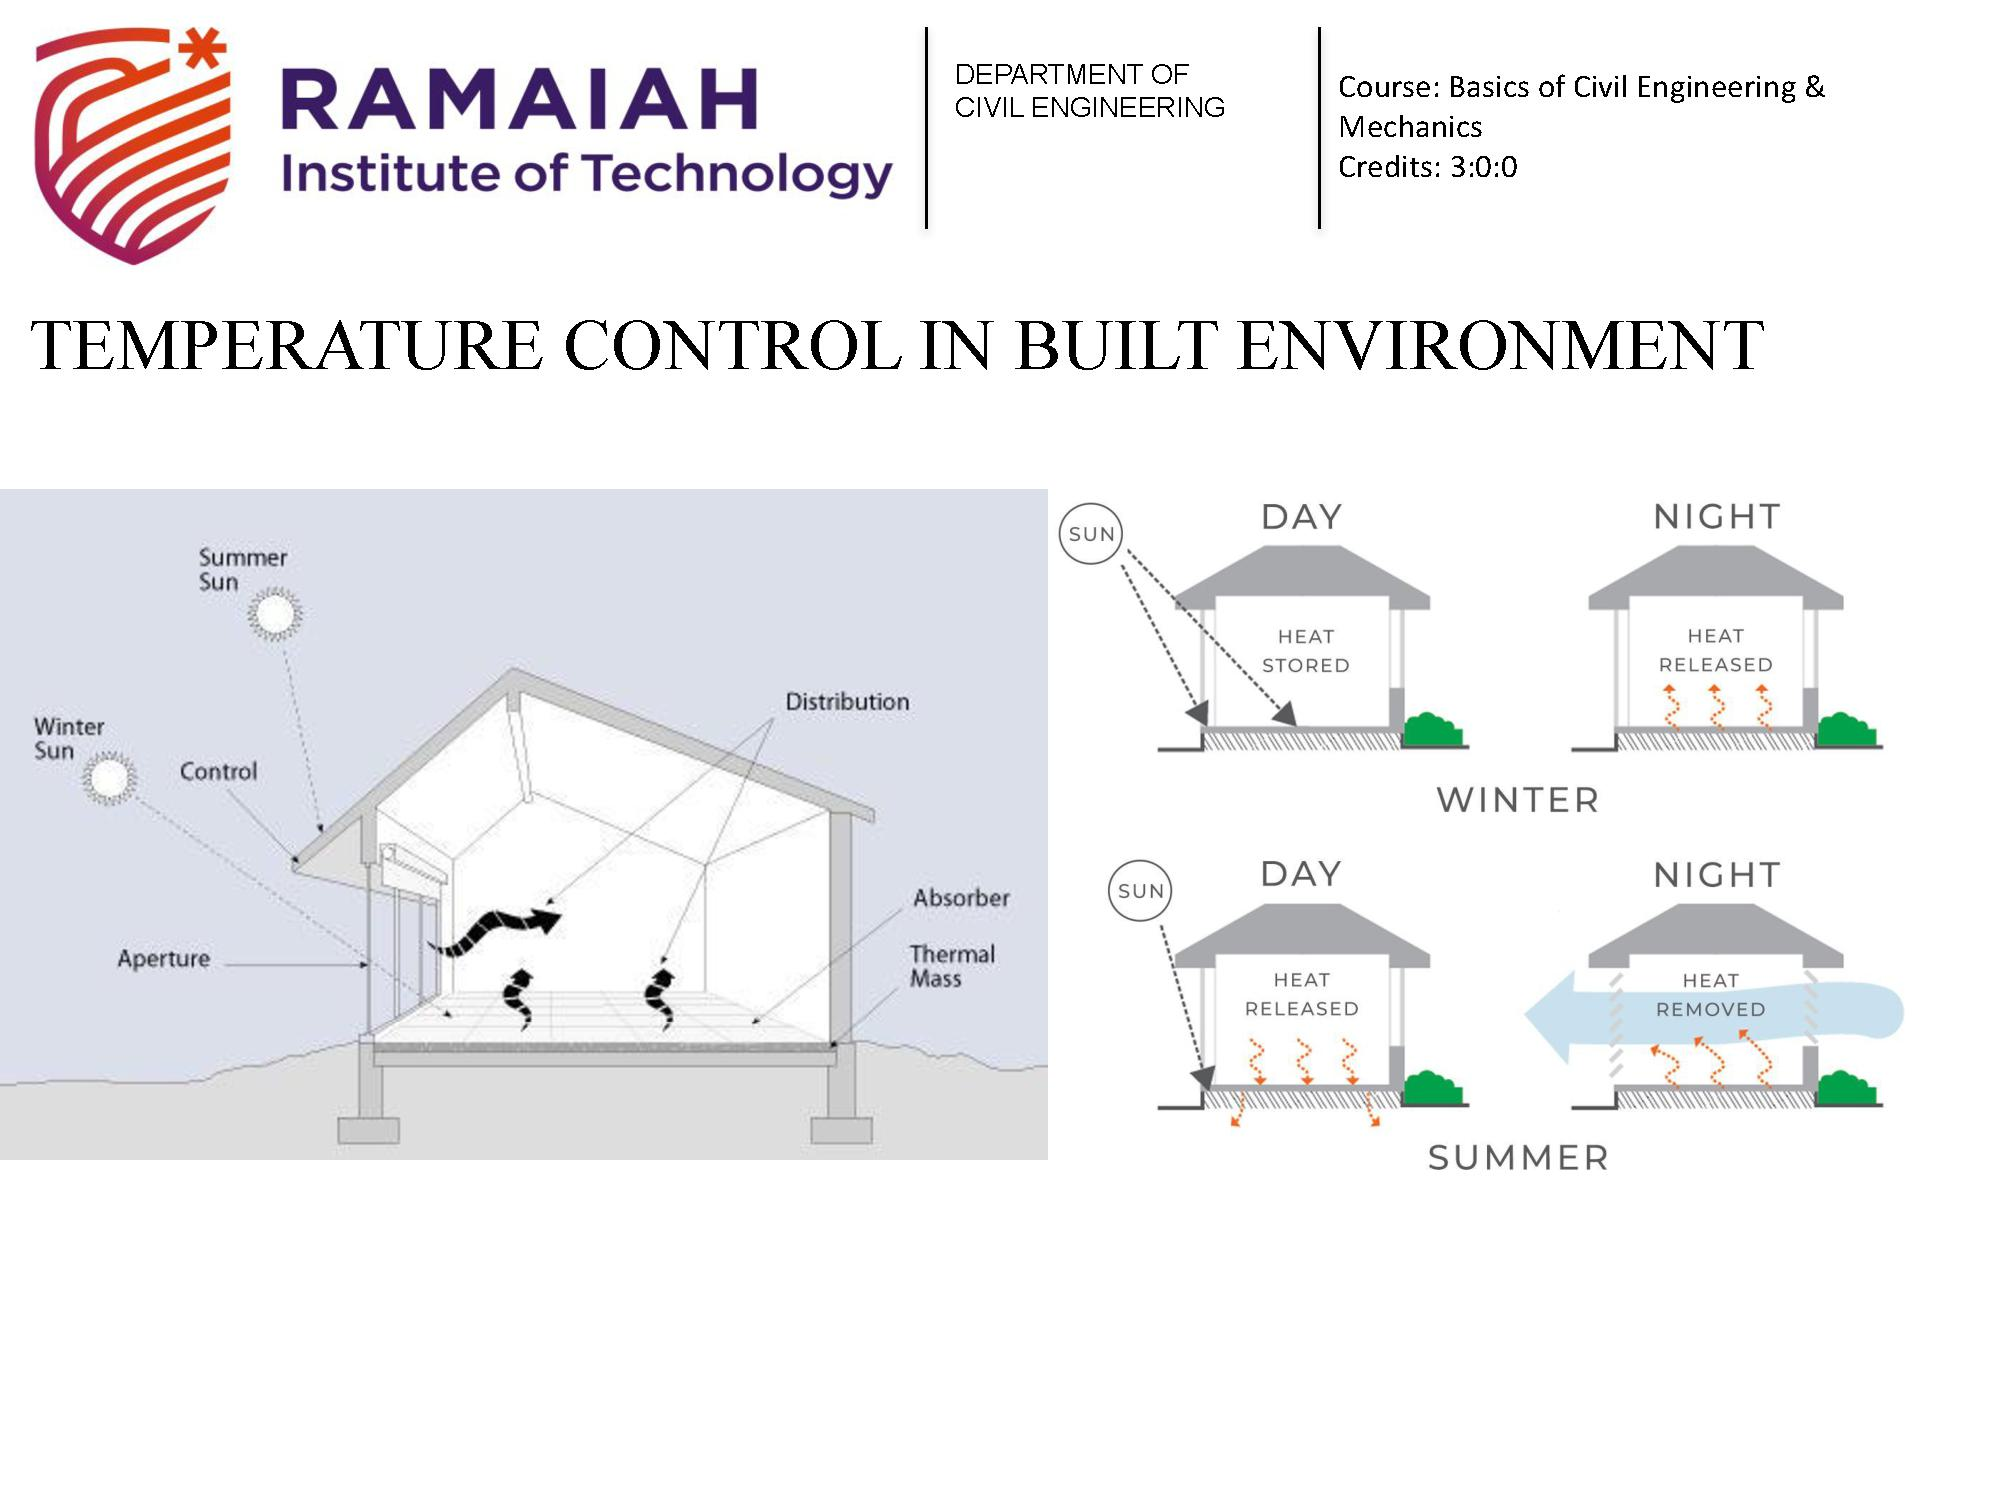 RAMAIAH
Institute of Technology
DEPARTMENT OF
CIVIL ENGINEERING
Course: Basics of Civil Engineering &
Mechanics
Credits: 3:0:0
TEMPERATURE CONTROL IN BUILT ENVIRONMENT
Summer
Sun
Winter
Sun
Control
Distribution
Aperture
Absorber
Thermal
Mass
SUN
DAY
NIGHT
HEAT
STORED
HEAT
RELEASED
WINTER
SUN
DAY
NIGHT
HEAT
RELEASED
HEAT
REMOVED
SUMMER